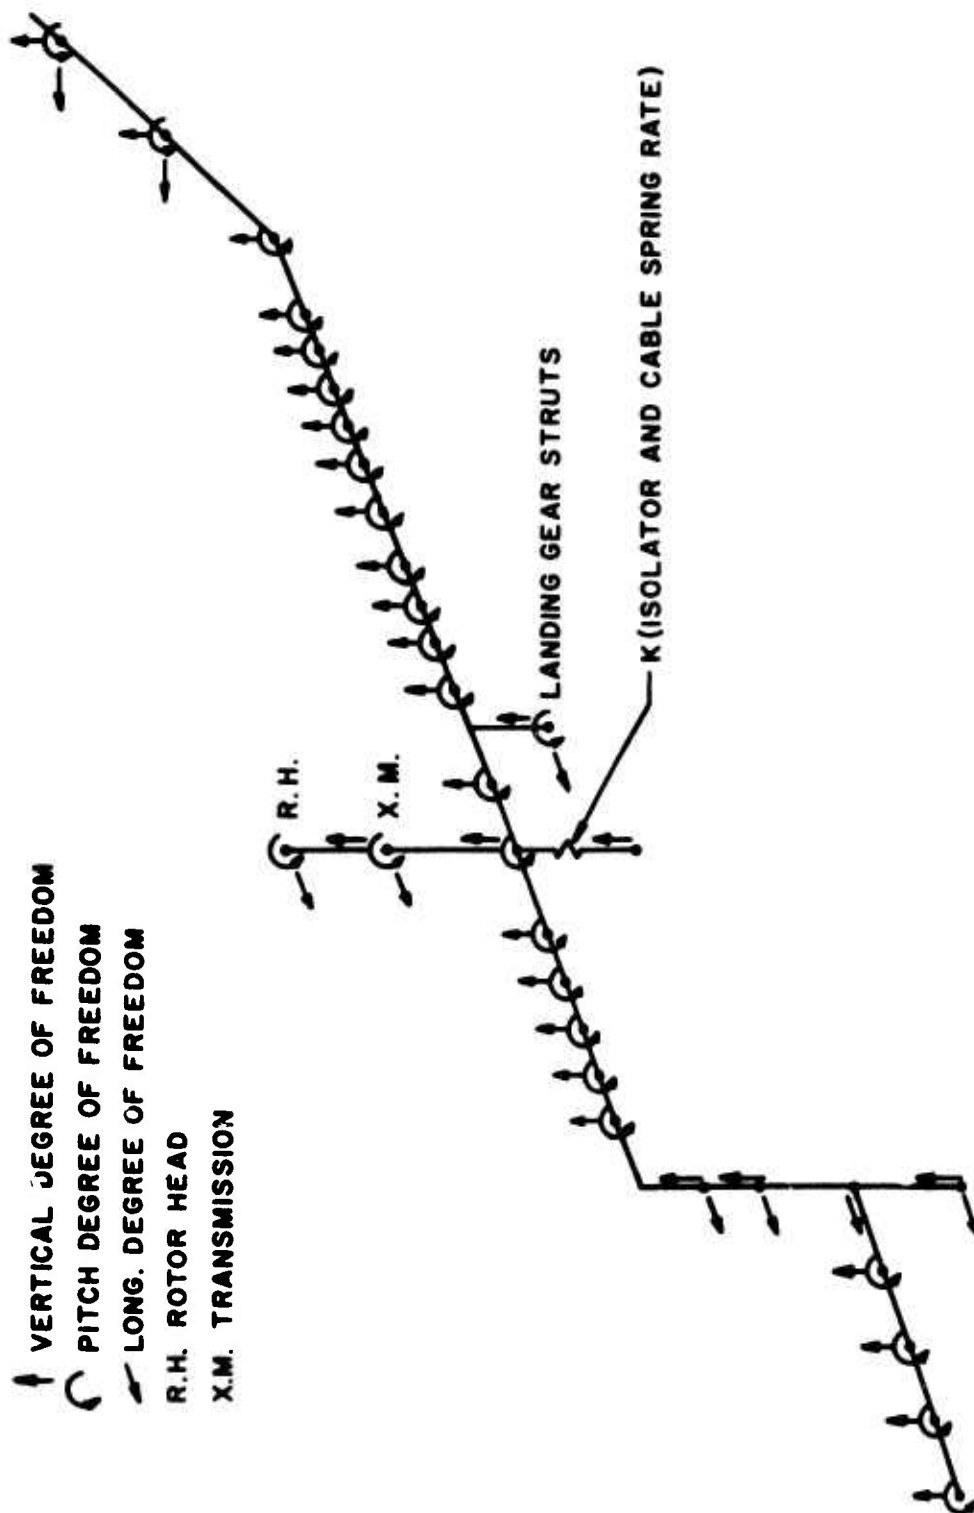 VERTICAL DEGREE OF FREEDOM
PITCH DEGREE OF FREEDOM
LONG. DEGREE OF FREEDOM
R.H. ROTOR HEAD
X.M. TRANSMISSION
R.H.
X.M.
LANDING GEAR STRUTS
K (ISOLATOR AND CABLE SPRING RATE)